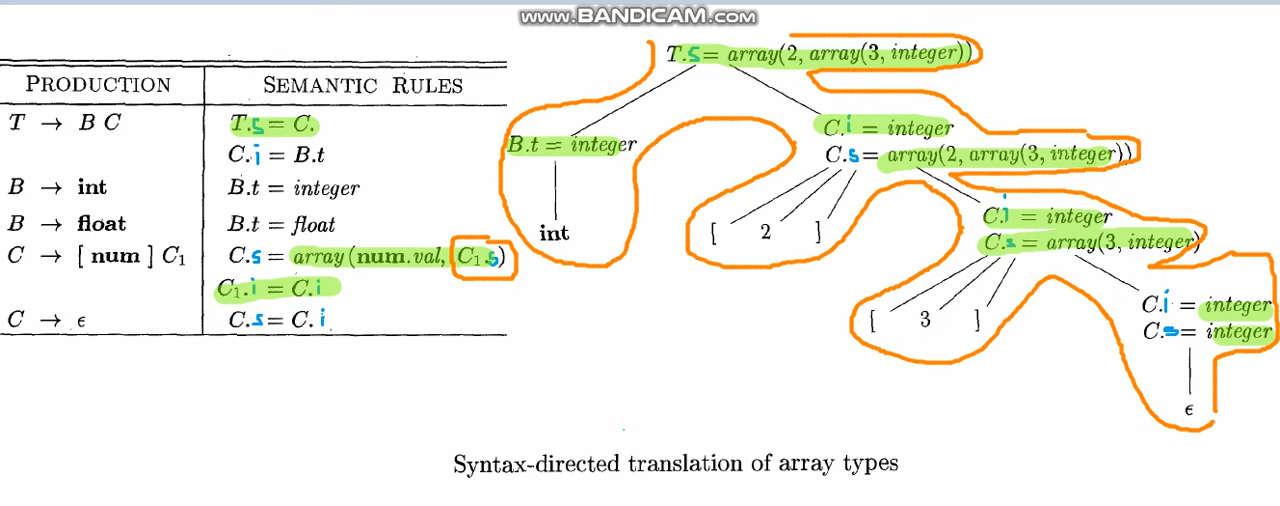 www.BANDICAM.com
PRODUCTION SEMANTIC RULES
T → B C T.s = C.
C.i = B.t
B → int B.t = integer
B → float B.t = float
C → [ num ] C₁ C.s = array(num.val, C₁.s)
C₁.i = C.i
C → ϵ C.s = C.i
T.s = array(2, array(3, integer))
B.t = integer
C.i = integer
C.s = array(2, array(3, integer))
int
[ 2 ]
C.i = integer
C.s = array(3, integer)
[ 3 ]
C.i = integer
C.s = integer
ϵ
Syntax-directed translation of array types